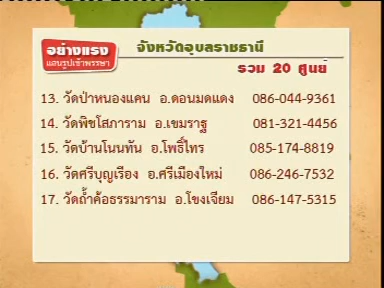 อย่างแรง
แอบรูปเข้าพรรษา
จังหวัดอุบลราชธานี
รวม 20 ศูนย์
13. วัดป่าหนองแคน อ.ดอนมดแดง 086-044-9361
14. วัดพิชโสภาราม อ.เขมราฐ 081-321-4456
15. วัดบ้านโนนทัน อ.โพธิ์ไทร 085-174-8819
16. วัดศรีบุญเรือง อ.ศรีเมืองใหม่ 086-246-7532
17. วัดถ้ำค้อธรรมาราม อ.โขงเจียม 086-147-5315